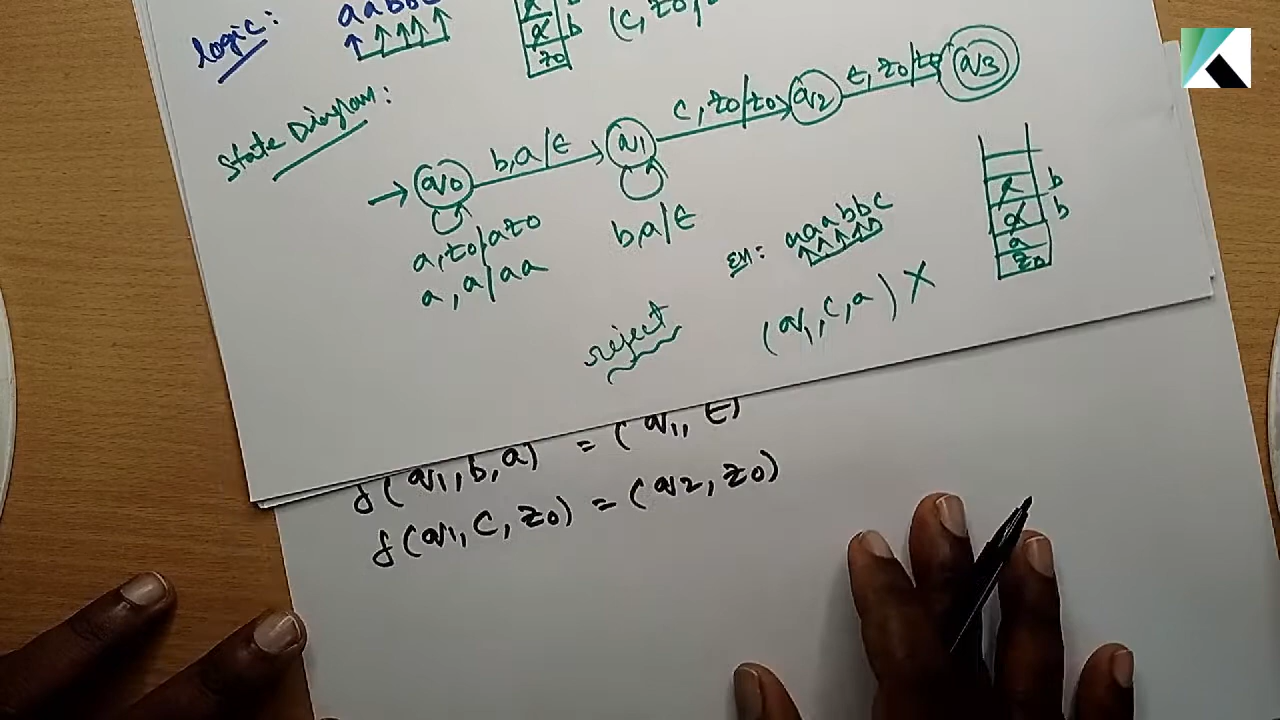 logic: aabbc
x
x b
z0
(c, z0/
State Diagram:
q0 b,a/ε q1 c, z0/z0 q2 ε, z0/z0 q3
a, z0/az0
a, a/aa
b,a/ε
Ex: aaabbc
x b
x b
a
z0
(q1, c, a) X
reject
δ(q1, b, a) = (q1, ε)
δ(q1, c, z0) = (q2, z0)